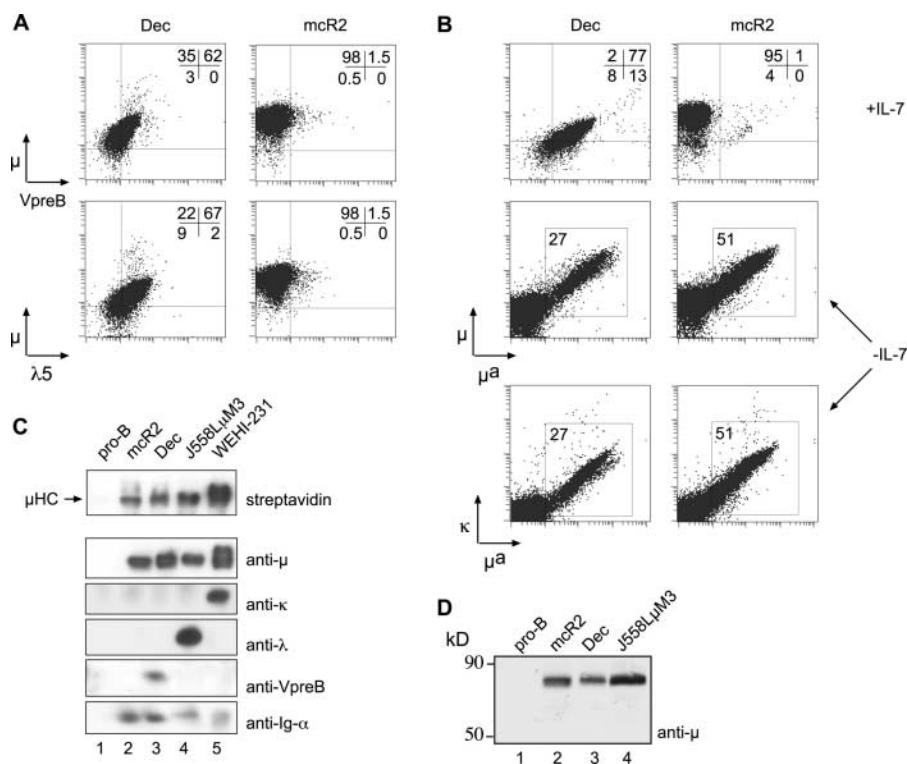 A
Dec
mcR2
35 62
3 0
98 1.5
0.5 0
μ
VpreB
22 67
9 2
98 1.5
0.5 0
μ
λ5
B
Dec
mcR2
2 77
8 13
95 1
4 0
+IL-7
27
51
μ
μa
-IL-7
27
51
κ
μa
C
pro-B
mcR2
Dec
J558LμM3
WEHI-231
μHC
streptavidin
anti-μ
anti-κ
anti-λ
anti-VpreB
anti-Ig-α
1 2 3 4 5
D
kD
pro-B
mcR2
Dec
J558LμM3
90
50
anti-μ
1 2 3 4